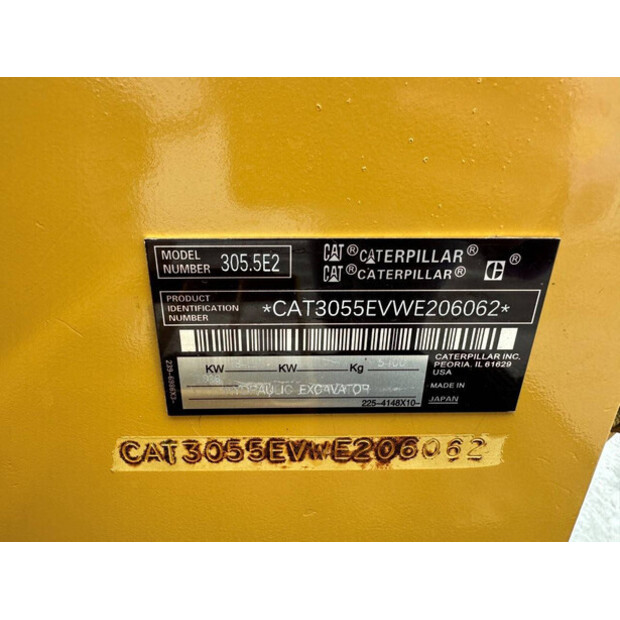 MODEL NUMBER 305.5E2
CAT® CATERPILLAR®
CAT® CATERPILLAR® C®
PRODUCT
IDENTIFICATION
NUMBER
*CAT3055EVWE206062*
CATERPILLAR INC.
PEORIA, IL 61629
USA
KW KW Kg 5400
MADE IN
JAPAN
EXCAVATOR
225-4148X10-
CAT3055EVWE206062